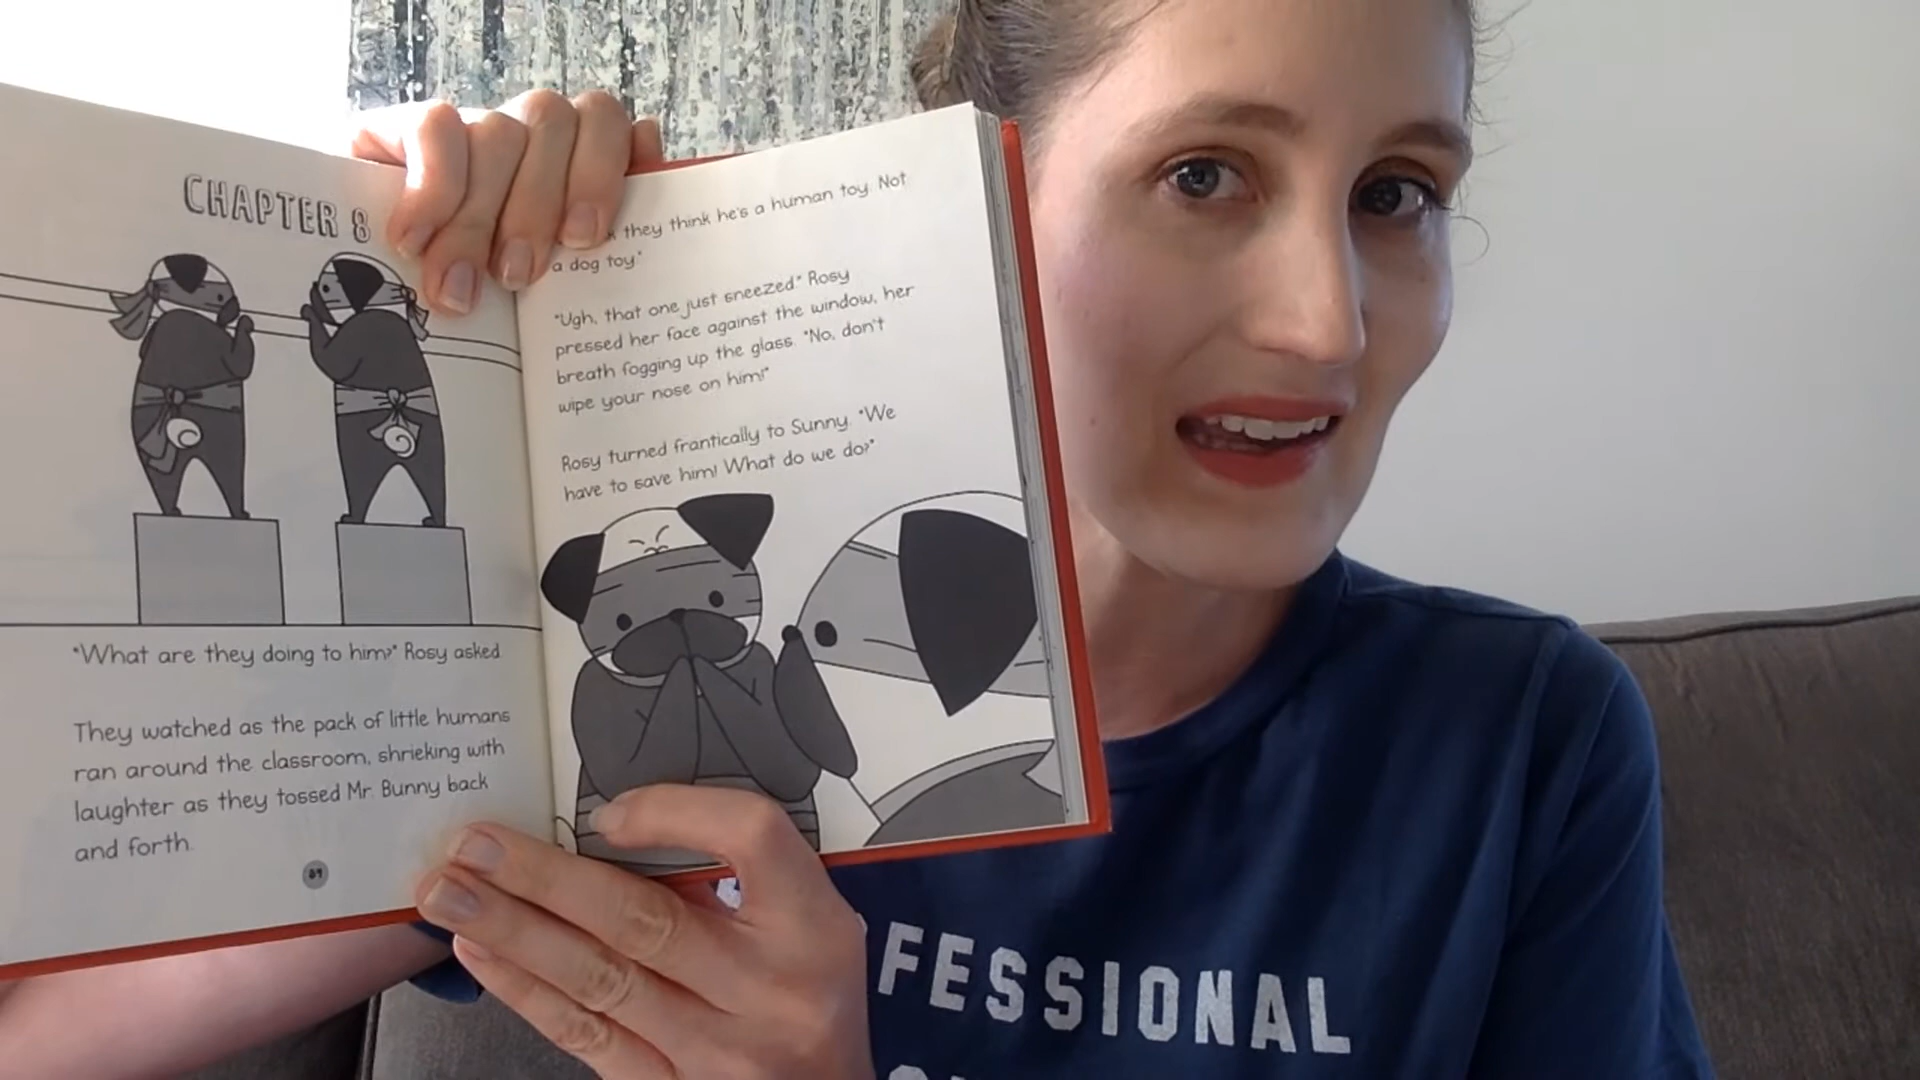 CHAPTER 8
"What are they doing to him?" Rosy asked
They watched as the pack of little humans
ran around the classroom, shrieking with
laughter as they tossed Mr. Bunny back
and forth.
89
they think he's a human toy. Not
a dog toy."
"Ugh, that one just sneezed." Rosy
pressed her face against the window, her
breath fogging up the glass. "No, don't
wipe your nose on him!"
Rosy turned frantically to Sunny. "We
have to save him! What do we do?"
FESSIONAL